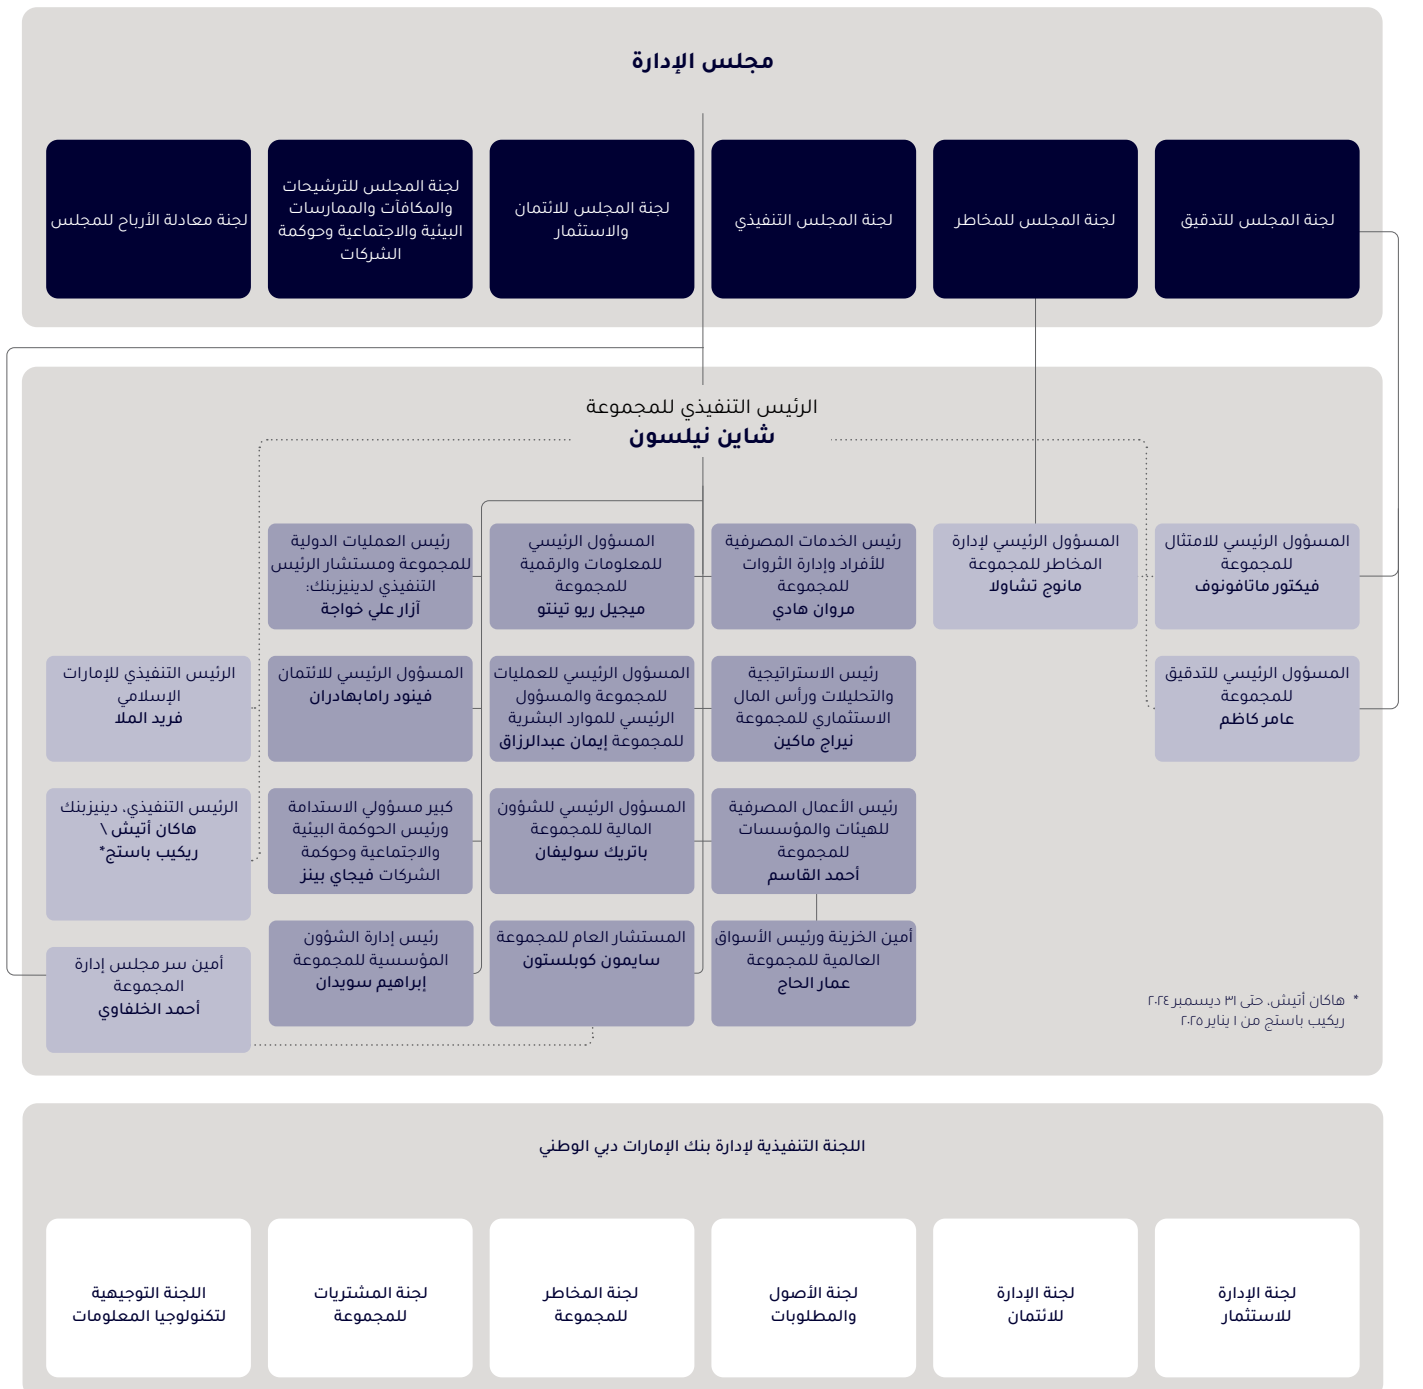 مجلس الإدارة
لجنة المجلس للتدقيق
لجنة المجلس للمخاطر
لجنة المجلس التنفيذي
لجنة المجلس للائتمان
والاستثمار
لجنة المجلس للترشيحات
والمكافآت والممارسات
البيئية والاجتماعية وحوكمة
الشركات
لجنة معادلة الأرباح للمجلس
الرئيس التنفيذي للمجموعة
شاين نيلسون
المسؤول الرئيسي للامتثال
للمجموعة
فيكتور ماتافونوف
المسؤول الرئيسي لإدارة
المخاطر للمجموعة
مانوج تشاولا
رئيس الخدمات المصرفية
للأفراد وإدارة الثروات
للمجموعة
مروان هادي
المسؤول الرئيسي
للمعلومات والرقمية
للمجموعة
ميجيل ريو تينتو
رئيس العمليات الدولية
للمجموعة ومستشار الرئيس
التنفيذي لدينيزبنك:
آزار علي خواجة
المسؤول الرئيسي للتدقيق
للمجموعة
عامر كاظم
رئيس الاستراتيجية
والتحليلات ورأس المال
الاستثماري للمجموعة
نيراج ماكين
المسؤول الرئيسي للعمليات
للمجموعة والمسؤول
الرئيسي للموارد البشرية
للمجموعة إيمان عبدالرزاق
المسؤول الرئيسي للائتمان
فينود رامابهادران
الرئيس التنفيذي للإمارات
الإسلامي
فريد الملا
رئيس الأعمال المصرفية
للهيئات والمؤسسات
للمجموعة
أحمد القاسم
المسؤول الرئيسي للشؤون
المالية للمجموعة
باتريك سوليفان
كبير مسؤولي الاستدامة
ورئيس الحوكمة البيئية
والاجتماعية وحوكمة
الشركات فيجاي بينز
الرئيس التنفيذي، دينيزبنك
هاكان أتيش \
ريكيب باستج*
أمين الخزينة ورئيس الأسواق
العالمية للمجموعة
عمار الحاج
المستشار العام للمجموعة
سايمون كوبلستون
رئيس إدارة الشؤون
المؤسسية للمجموعة
إبراهيم سويدان
أمين سر مجلس إدارة
المجموعة
أحمد الخلفاوي
* هاكان أتيش، حتى ٣١ ديسمبر ٢٠٢٤
ريكيب باستج من ١ يناير ٢٠٢٥
اللجنة التنفيذية لإدارة بنك الإمارات دبي الوطني
لجنة الإدارة
للاستثمار
لجنة الإدارة
للائتمان
لجنة الأصول
والمطلوبات
لجنة المخاطر
للمجموعة
لجنة المشتريات
للمجموعة
اللجنة التوجيهية
لتكنولوجيا المعلومات